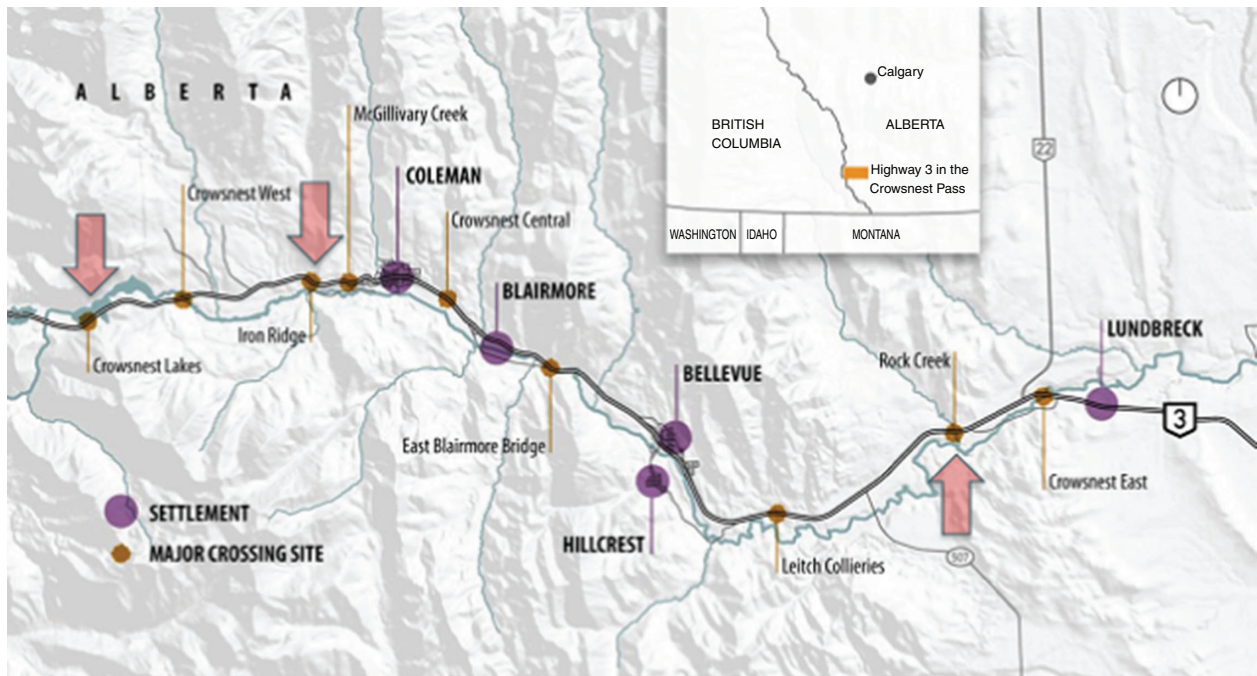 ALBERTA
McGillivary Creek
COLEMAN
Crowsnest West
Crowsnest Central
BLAIRMORE
Iron Ridge
Crowsnest Lakes
East Blairmore Bridge
BELLEVUE
HILLCREST
Leitch Collieries
Rock Creek
Crowsnest East
LUNDBRECK
22
3
507
SETTLEMENT
MAJOR CROSSING SITE
Calgary
BRITISH
COLUMBIA
ALBERTA
Highway 3 in the
Crowsnest Pass
WASHINGTON
IDAHO
MONTANA